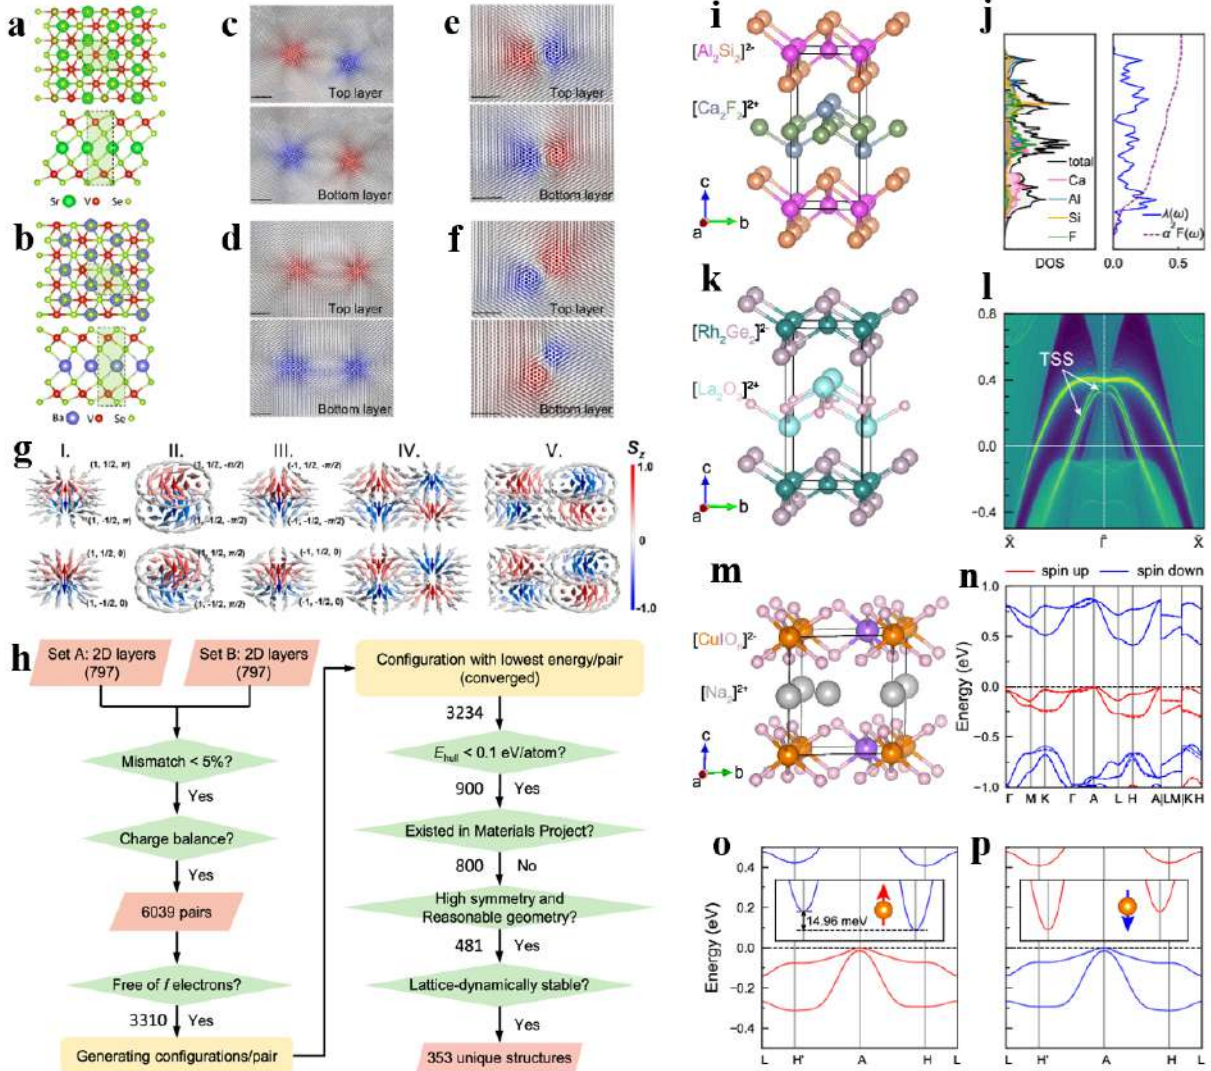 a
Sr V Se
b
Ba V Se
c
Top layer
Bottom layer
d
Top layer
Bottom layer
e
Top layer
Bottom layer
f
Top layer
Bottom layer
g
I.
II.
III.
IV.
V.
(1, 1/2, π)
(1, -1/2, π)
(1, 1/2, -π/2)
(1, -1/2, -π/2)
(-1, 1/2, π/2)
(-1, -1/2, π/2)
(1, 1/2, 0)
(1, -1/2, 0)
(1, 1/2, π/2)
(1, -1/2, π/2)
(-1, 1/2, 0)
(-1, -1/2, 0)
Sz
1.0
0
-1.0
h
Set A: 2D layers
(797)
Set B: 2D layers
(797)
Mismatch < 5%?
Yes
Charge balance?
Yes
6039 pairs
Free of f electrons?
3310 Yes
Generating configurations/pair
Configuration with lowest energy/pair
(converged)
3234
Ehull < 0.1 eV/atom?
900 Yes
Existed in Materials Project?
800 No
High symmetry and
Reasonable geometry?
481 Yes
Lattice-dynamically stable?
Yes
353 unique structures
i
[Al2Si2]2-
[Ca2F2]2+
c
a
b
j
total
Ca
Al
Si
F
DOS
λ(ω)
α2F(ω)
0.0 0.5
k
[Rh2Ge2]2-
[La2O2]2+
c
a
b
l
TSS
0.8
0.4
0.0
−0.4
X̄ Γ̄ X̄
m
[CuIOn]2-
[Na2]2+
c
a
b
n
spin up spin down
Energy (eV)
1.0
0.5
0.0
−0.5
−1.0
Γ M K Γ A L H A|LM|KH
o
Energy (eV)
0.4
0.2
0.0
−0.2
−0.4
14.96 meV
L H' A H L
p
L H' A H L